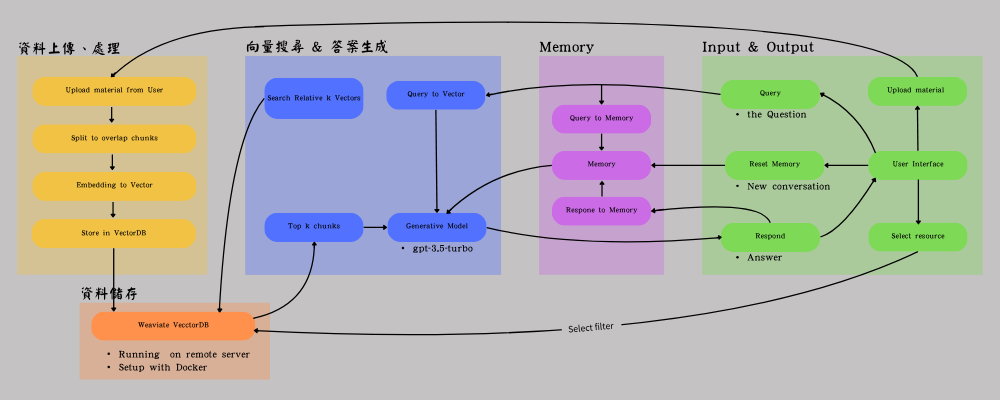 資料上傳、處理
Upload material from User
Split to overlap chunks
Embedding to Vector
Store in VectorDB
資料儲存
Weaviate VecctorDB
• Running on remote server
• Setup with Docker
向量搜尋 & 答案生成
Search Relative k Vectors
Query to Vector
Top k chunks
Generative Model
• gpt-3.5-turbo
Memory
Query to Memory
Memory
Respone to Memory
Input & Output
Query
• the Question
Upload material
Reset Memory
• New conversation
User Interface
Respond
• Answer
Select resource
Select filter